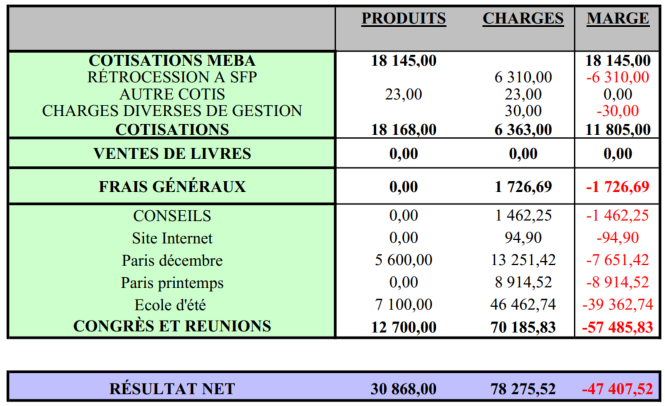 PRODUITS CHARGES MARGE
COTISATIONS MEBA 18 145,00 18 145,00
RÉTROCESSION A SFP 6 310,00 -6 310,00
AUTRE COTIS 23,00 23,00 0,00
CHARGES DIVERSES DE GESTION 30,00 -30,00
COTISATIONS 18 168,00 6 363,00 11 805,00
VENTES DE LIVRES 0,00 0,00 0,00
FRAIS GÉNÉRAUX 0,00 1 726,69 -1 726,69
CONSEILS 0,00 1 462,25 -1 462,25
Site Internet 0,00 94,90 -94,90
Paris décembre 5 600,00 13 251,42 -7 651,42
Paris printemps 0,00 8 914,52 -8 914,52
Ecole d'été 7 100,00 46 462,74 -39 362,74
CONGRÈS ET REUNIONS 12 700,00 70 185,83 -57 485,83
RÉSULTAT NET 30 868,00 78 275,52 -47 407,52